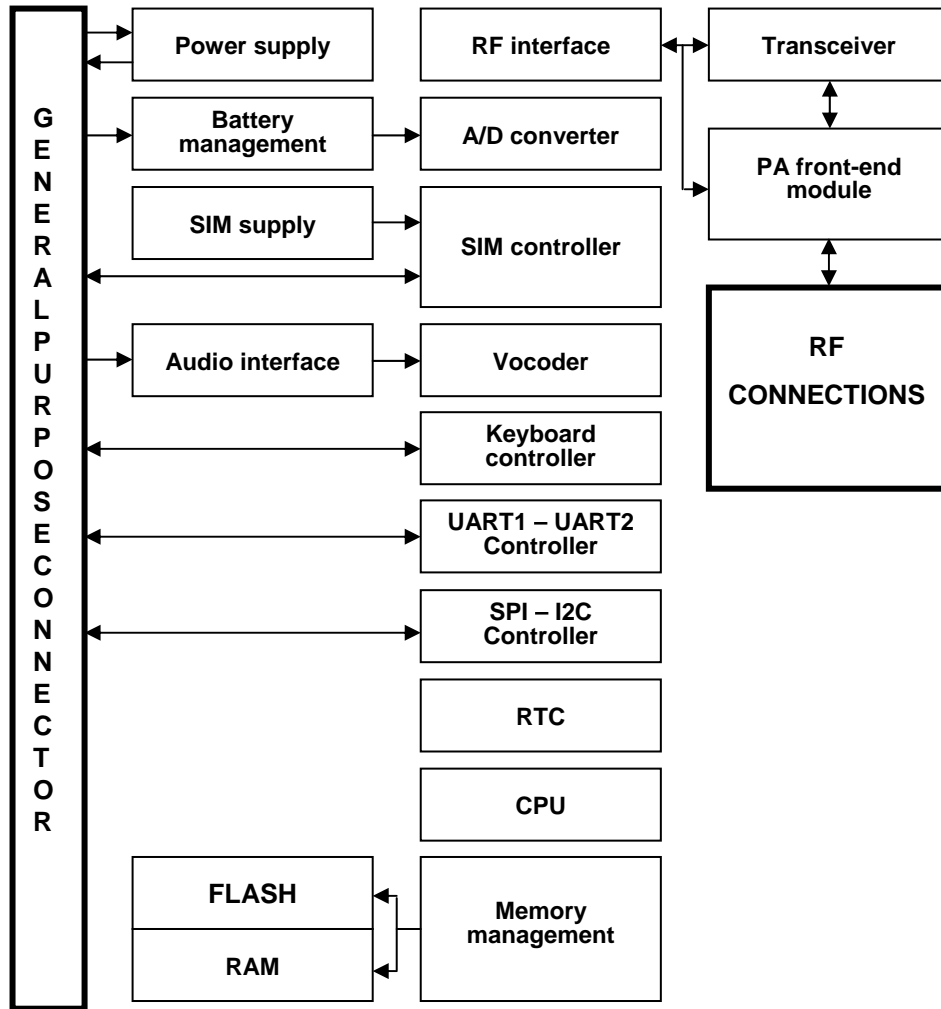 GENERALPURPOSECONNECTOR
Power supply
RF interface
Transceiver
Battery
management
A/D converter
PA front-end
module
SIM supply
SIM controller
RF
CONNECTIONS
Audio interface
Vocoder
Keyboard
controller
UART1 – UART2
Controller
SPI – I2C
Controller
RTC
CPU
FLASH
RAM
Memory
management